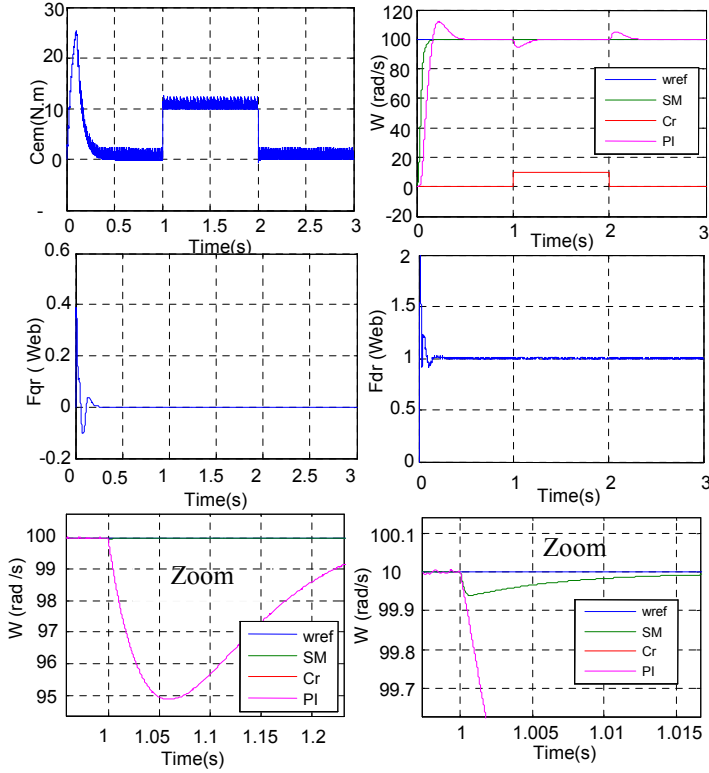 30
20
10
0
-
Cem(N.m)
0 0.5 1 1.5 2 2.5 3
Time(s)
120
100
80
60
40
20
0
-20
W (rad/s)
wref
SM
Cr
PI
0 1 2 3
Time(s)
0.6
0.4
0.2
0
-0.2
Fqr ( Web)
0.5 1 1.5 2 2.5 3
Time(s)
2
1.5
1
0.5
0
Fdr (Web)
0 1 2 3
Time(s)
100
99
98
97
96
95
W (rad /s)
Zoom
wref
SM
Cr
PI
1 1.05 1.1 1.15 1.2
Time(s)
100.1
10
99.9
99.8
99.7
W (rad/s)
Zoom
wref
SM
Cr
PI
1 1.005 1.01 1.015
Time(s)